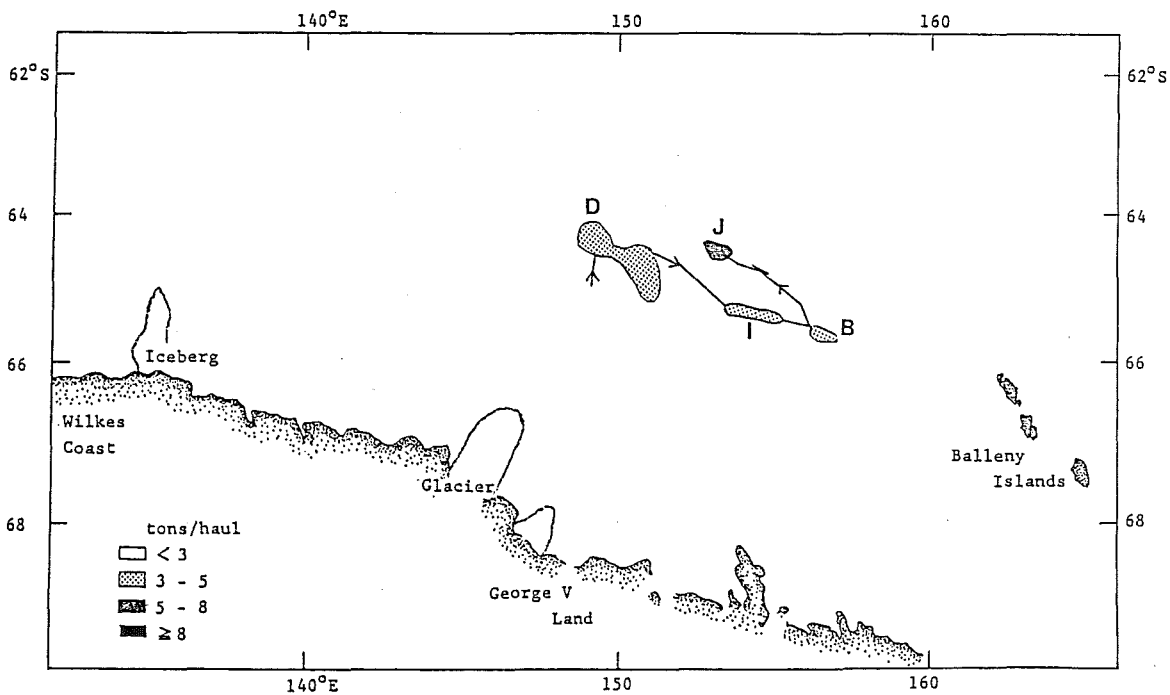 140°E 150 160
62°S 62°S
64 64
D
J
I
B
66 66
Iceberg
Wilkes
Coast
Glacier
Balleny
Islands
68 68
tons/haul
< 3
3 - 5
5 - 8
≧8
George V
Land
140°E 150 160